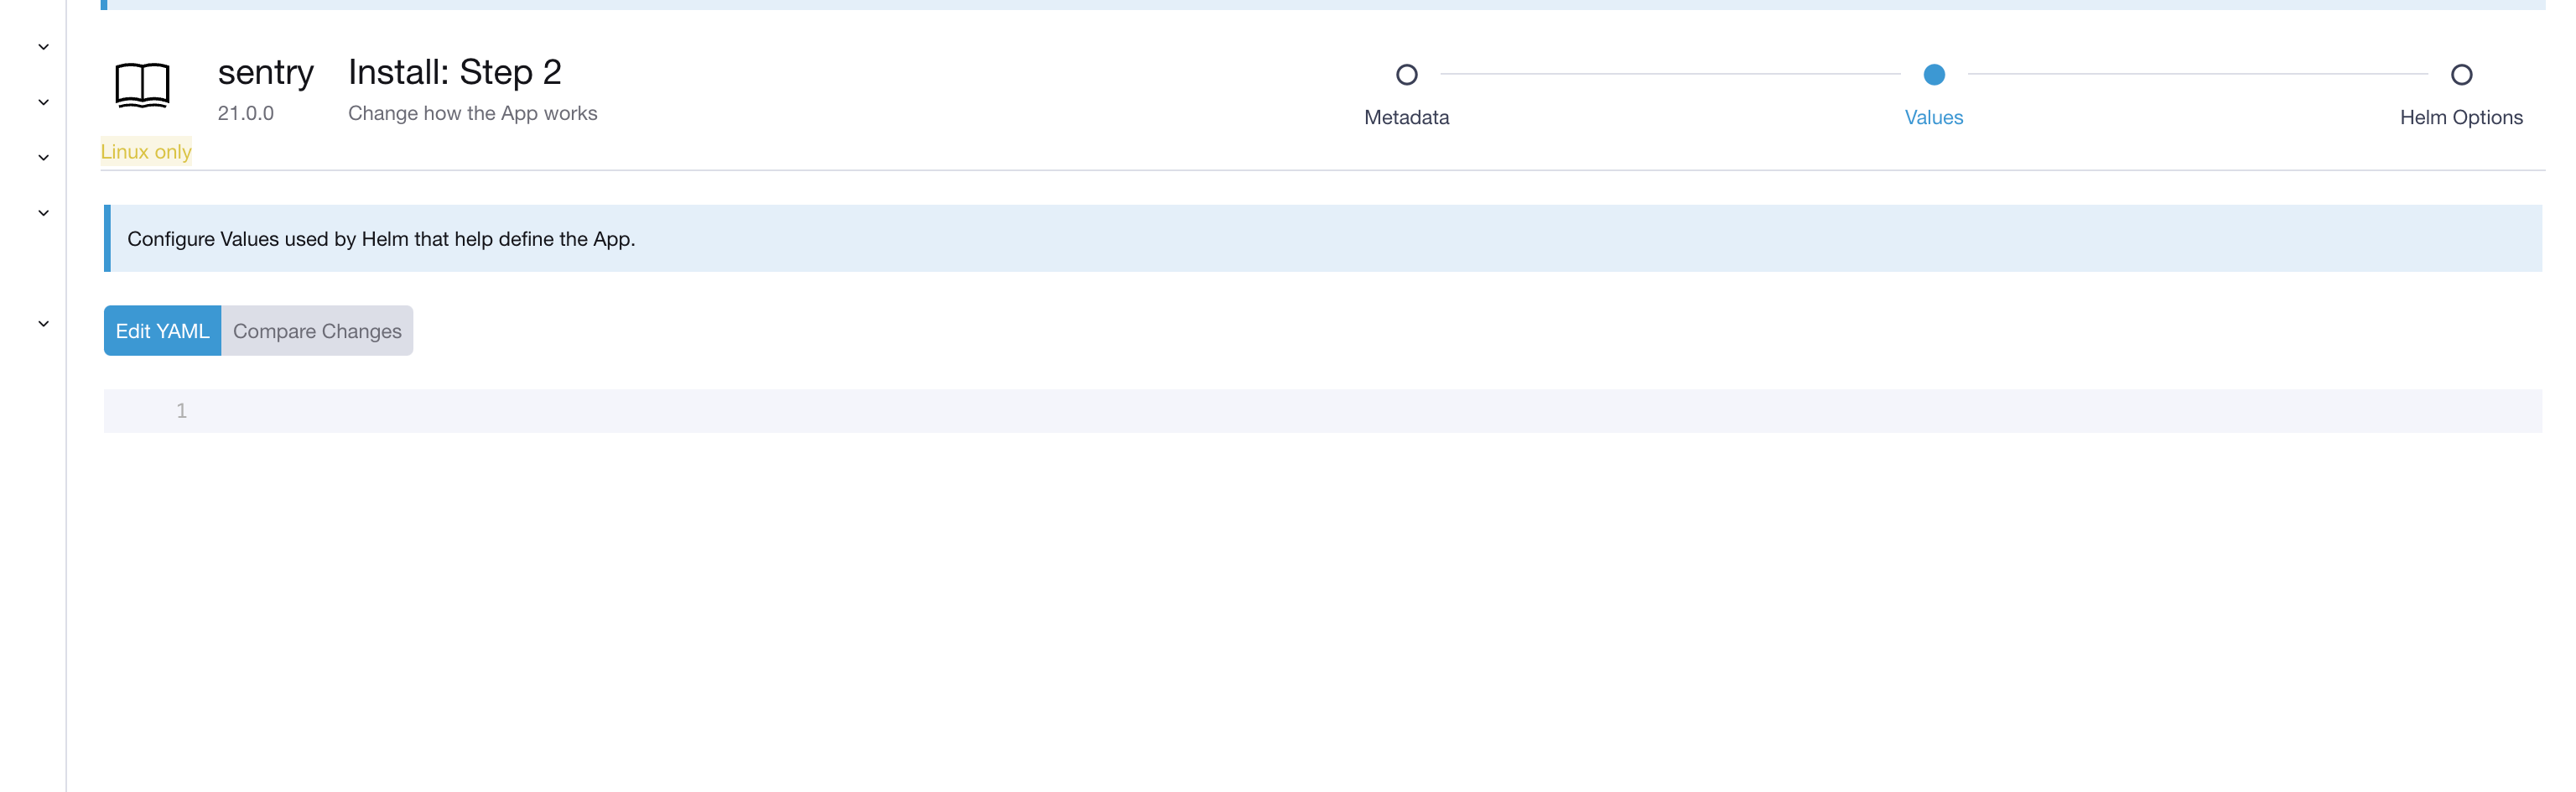 sentry
21.0.0
Install: Step 2
Change how the App works
Linux only
Metadata
Values
Helm Options
Configure Values used by Helm that help define the App.
Edit YAML
Compare Changes
1